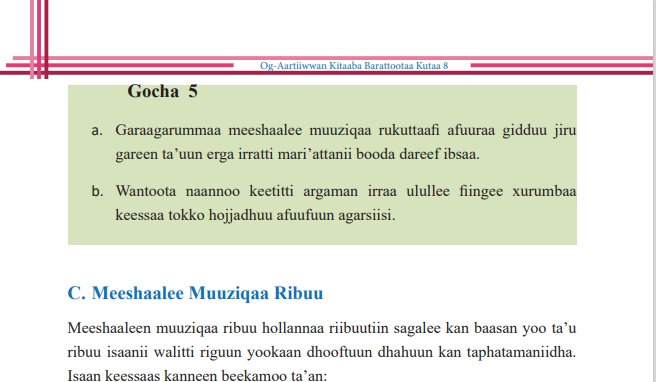 Og-Aartiiwwan Kitaaba Barattootaa Kutaa 8
Gocha 5
a. Garaagarummaa meeshaalee muuziqaa rukuttaafi afuuraa gidduu jiru
gareen ta’uun erga irratti mari’attanii booda dareef ibsaa.
b. Wantoota naannoo keetitti argaman irraa ulullee fiingee xurumbaa
keessaa tokko hojjadhuu afuufuun agarsiisi.
C. Meeshaalee Muuziqaa Ribuu
Meeshaaleen muuziqaa ribuu hollannaa riibuutiin sagalee kan baasan yoo ta’u
ribuu isaanii walitti riguun yookaan dhooftuun dhahuun kan taphatamaniidha.
Isaan keessaas kanneen beekamoo ta’an: